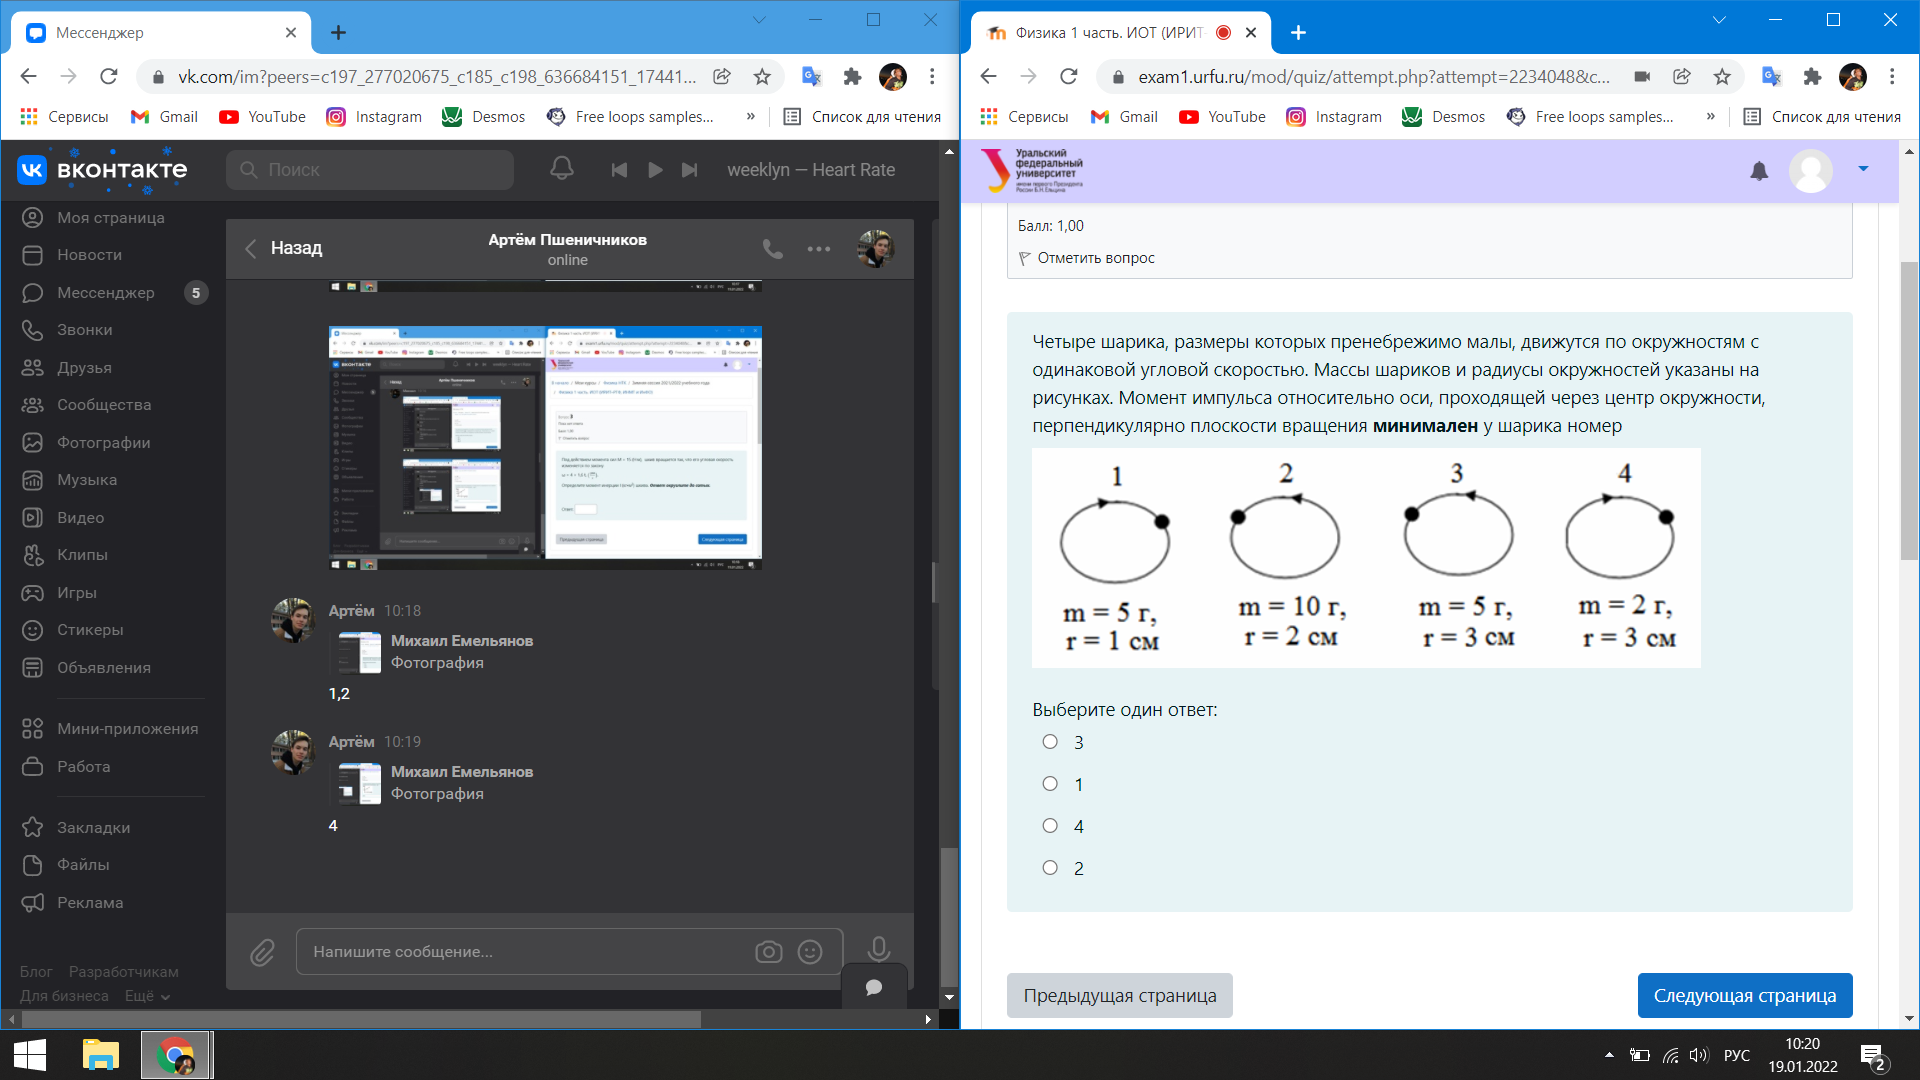 Мессенджер
vk.com/im?peers=c197_277020675_c185_c198_636684151_17441...
Сервисы
Gmail
YouTube
Instagram
Desmos
Free loops samples...
»
Список для чтения
вконтакте
Поиск
weeklyn — Heart Rate
Моя страница
Новости
Мессенджер
5
Звонки
Друзья
Сообщества
Фотографии
Музыка
Видео
Клипы
Игры
Стикеры
Объявления
Мини-приложения
Работа
Закладки
Файлы
Реклама
Блог Разработчикам
Для бизнеса Ещё
Назад
Артём Пшеничников
online
Артём 10:18
Михаил Емельянов
Фотография
1,2
Артём 10:19
Михаил Емельянов
Фотография
4
Напишите сообщение...
Физика 1 часть. ИОТ (ИРИТ-
exam1.urfu.ru/mod/quiz/attempt.php?attempt=2234048&c...
Сервисы
Gmail
YouTube
Instagram
Desmos
Free loops samples...
»
Список для чтения
Уральский
федеральный
университет
имени первого Президента
России Б.Н.Ельцина
Балл: 1,00
Отметить вопрос
Четыре шарика, размеры которых пренебрежимо малы, движутся по окружностям с
одинаковой угловой скоростью. Массы шариков и радиусы окружностей указаны на
рисунках. Момент импульса относительно оси, проходящей через центр окружности,
перпендикулярно плоскости вращения минимален у шарика номер
1 2 3 4
m = 5 г, m = 10 г, m = 5 г, m = 2 г,
r = 1 см r = 2 см r = 3 см r = 3 см
Выберите один ответ:
3
1
4
2
Предыдущая страница
Следующая страница
РУС
10:20
19.01.2022
2